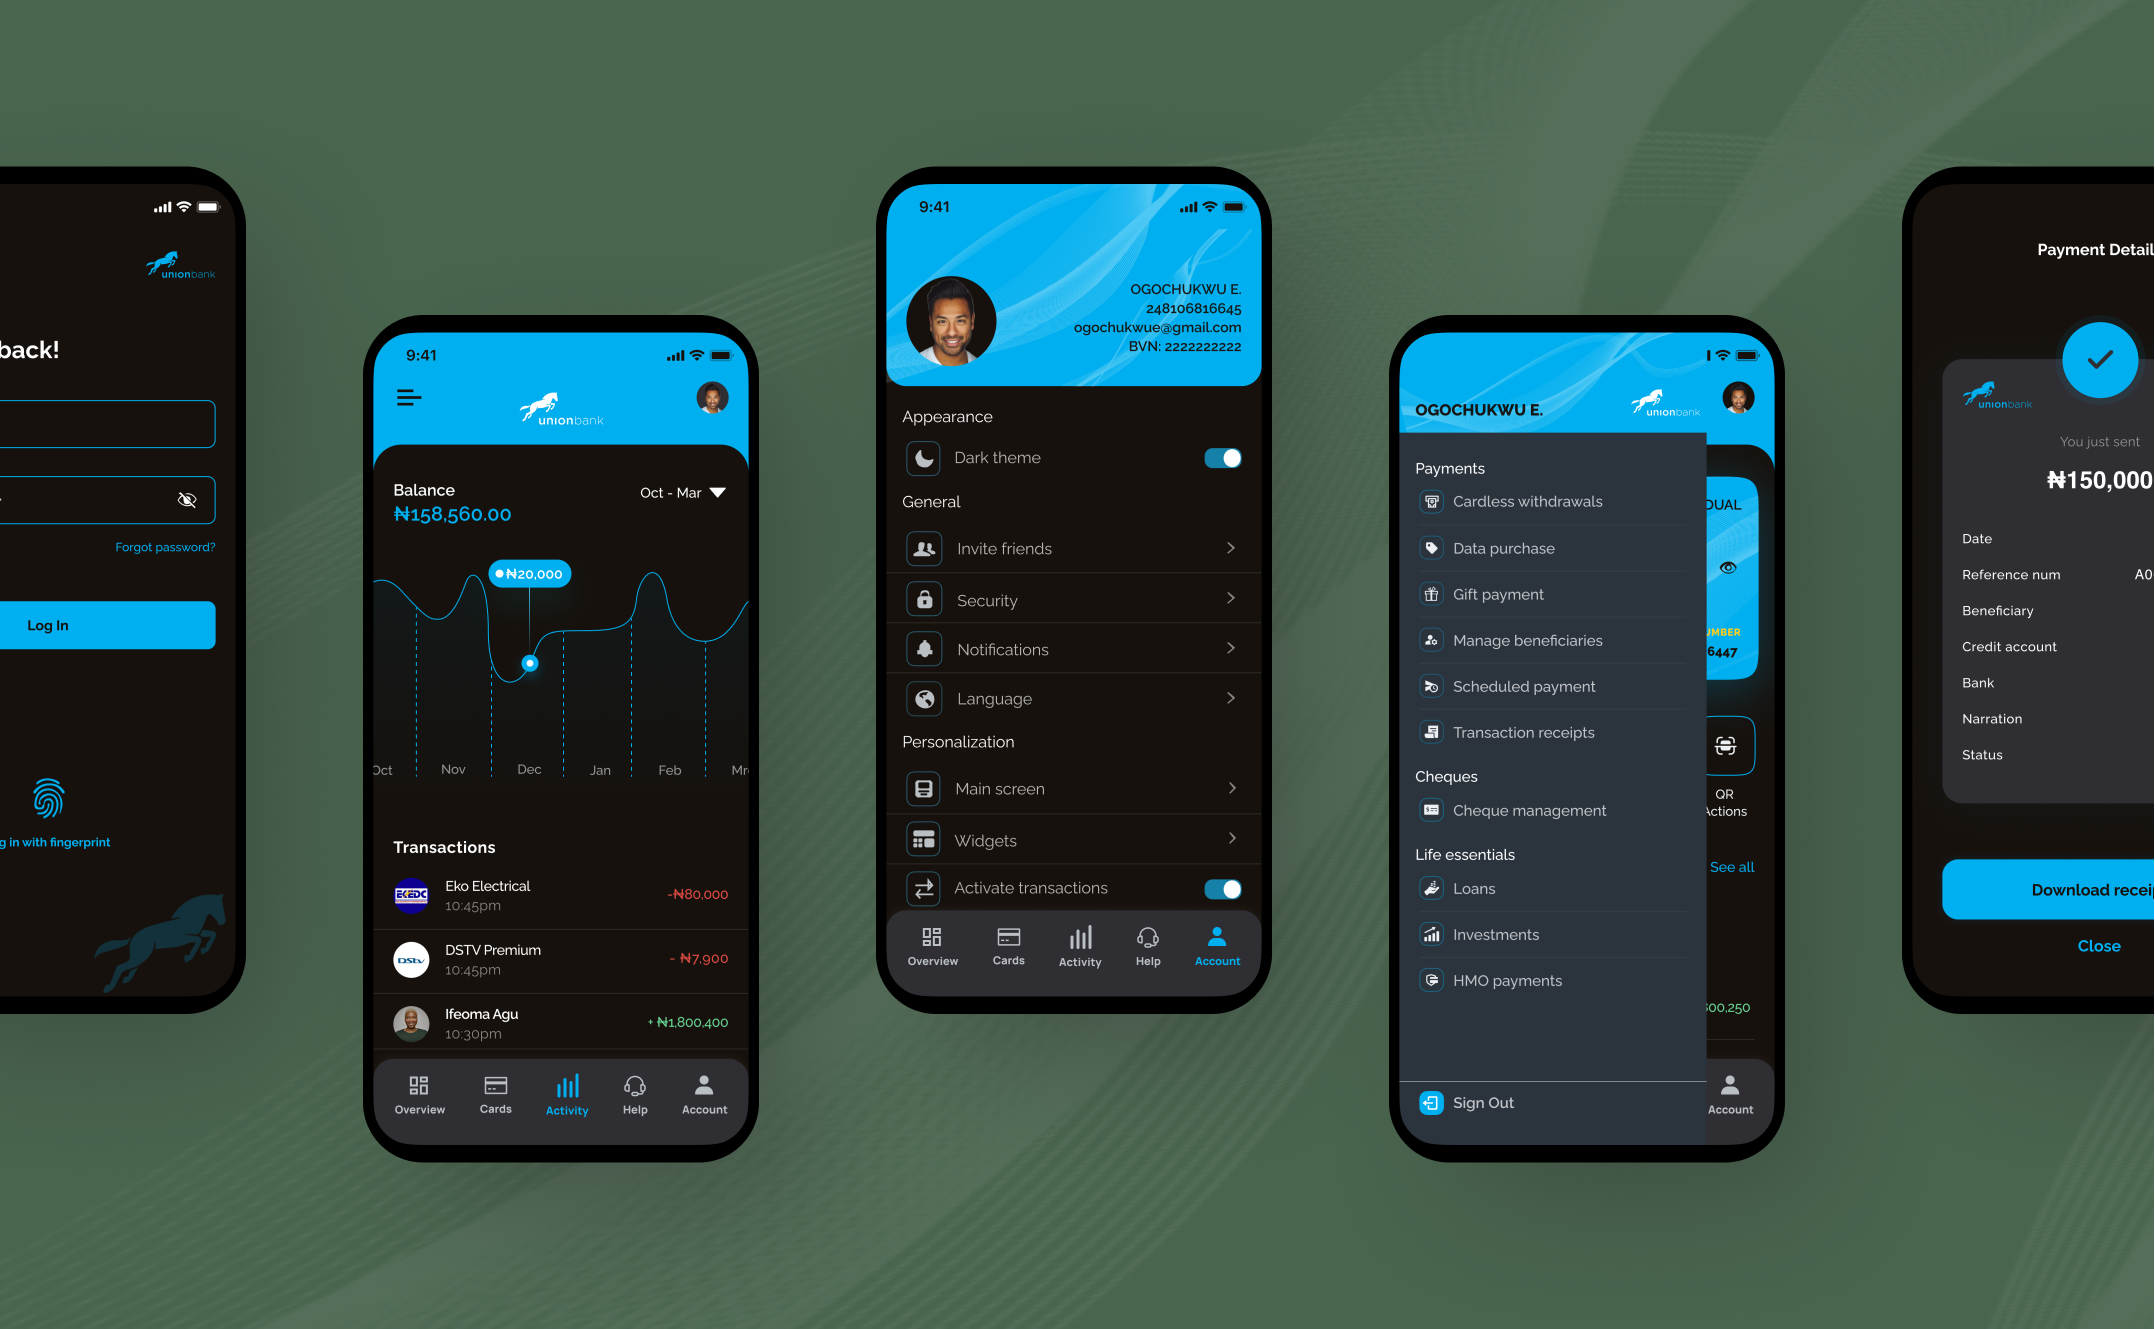 unionbank
back!
Forgot password?
Log In
g in with fingerprint
9:41
unionbank
Balance
₦158,560.00
Oct - Mar
₦20,000
Oct
Nov
Dec
Jan
Feb
Mr
Transactions
EKEDC
Eko Electrical
10:45pm
-₦80,000
DStv
DSTV Premium
10:45pm
- ₦7,900
Ifeoma Agu
10:30pm
+ ₦1,800,400
Overview
Cards
Activity
Help
Account
9:41
OGOCHUKWU E.
248106816645
ogochukwue@gmail.com
BVN: 2222222222
Appearance
Dark theme
General
Invite friends
Security
Notifications
Language
Personalization
Main screen
Widgets
Activate transactions
Overview
Cards
Activity
Help
Account
OGOCHUKWU E.
unionbank
Payments
Cardless withdrawals
Data purchase
Gift payment
Manage beneficiaries
Scheduled payment
Transaction receipts
Cheques
Cheque management
Life essentials
Loans
Investments
HMO payments
Sign Out
DUAL
UMBER
6447
QR
Actions
See all
00,250
Account
Payment Detail
unionbank
You just sent
₦150,000
Date
Reference num
A0
Beneficiary
Credit account
Bank
Narration
Status
Download recei
Close